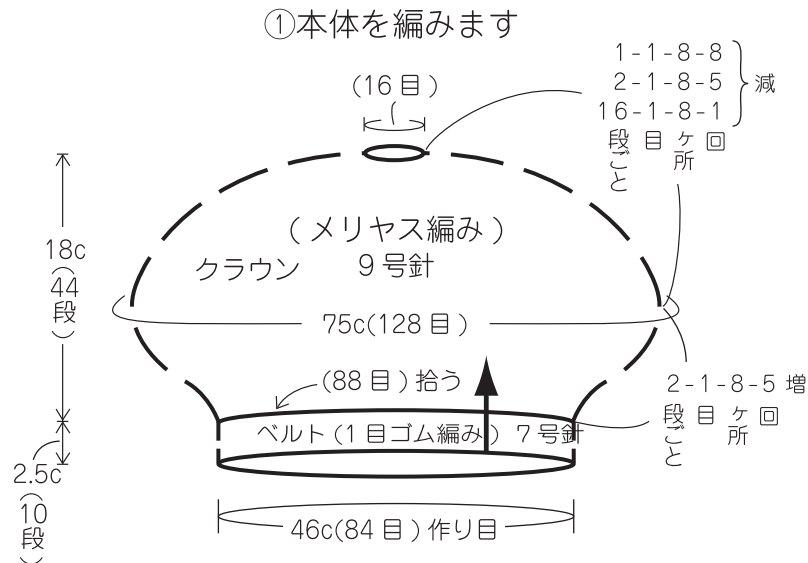 ①本体を編みます
(16目)
1-1-8-8
2-1-8-5
16-1-8-1
減
段ごと 目 ヶ所 回
(メリヤス編み)
クラウン 9号針
18c
(44段)
75c(128目)
(88目)拾う
2-1-8-5増
段ごと 目 ヶ所 回
ベルト(1目ゴム編み) 7号針
2.5c
(10段)
46c(84目)作り目